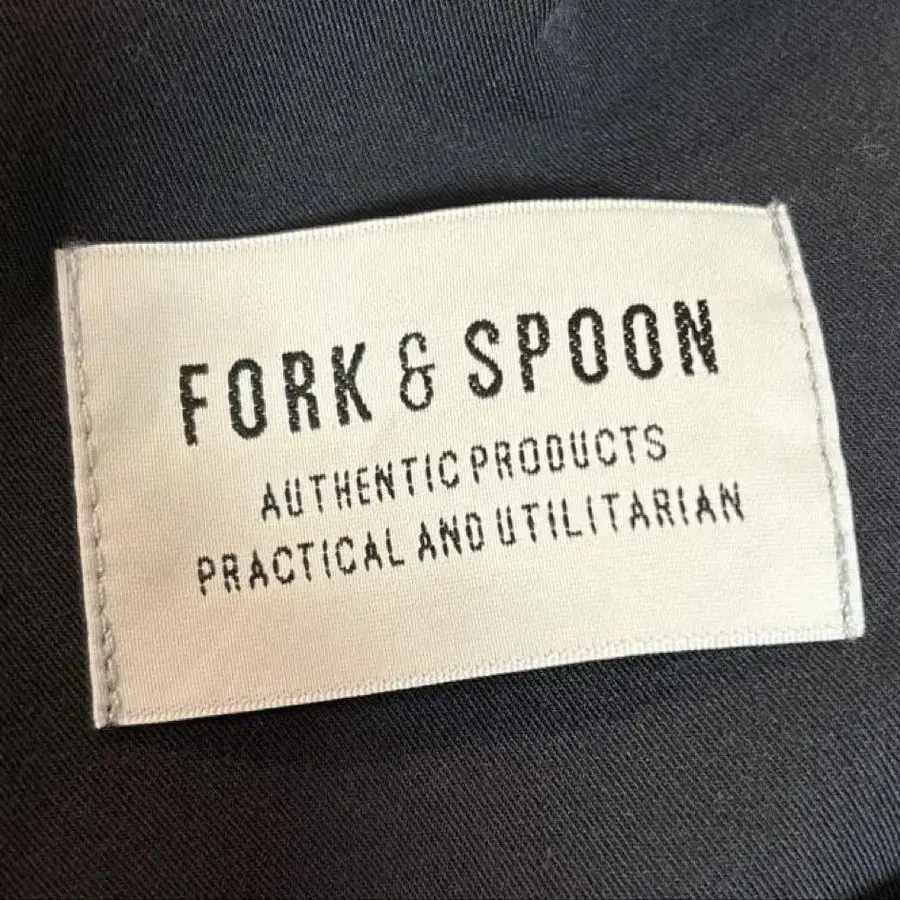 FORK & SPOON
AUTHENTIC PRODUCTS
PRACTICAL AND UTILITARIAN